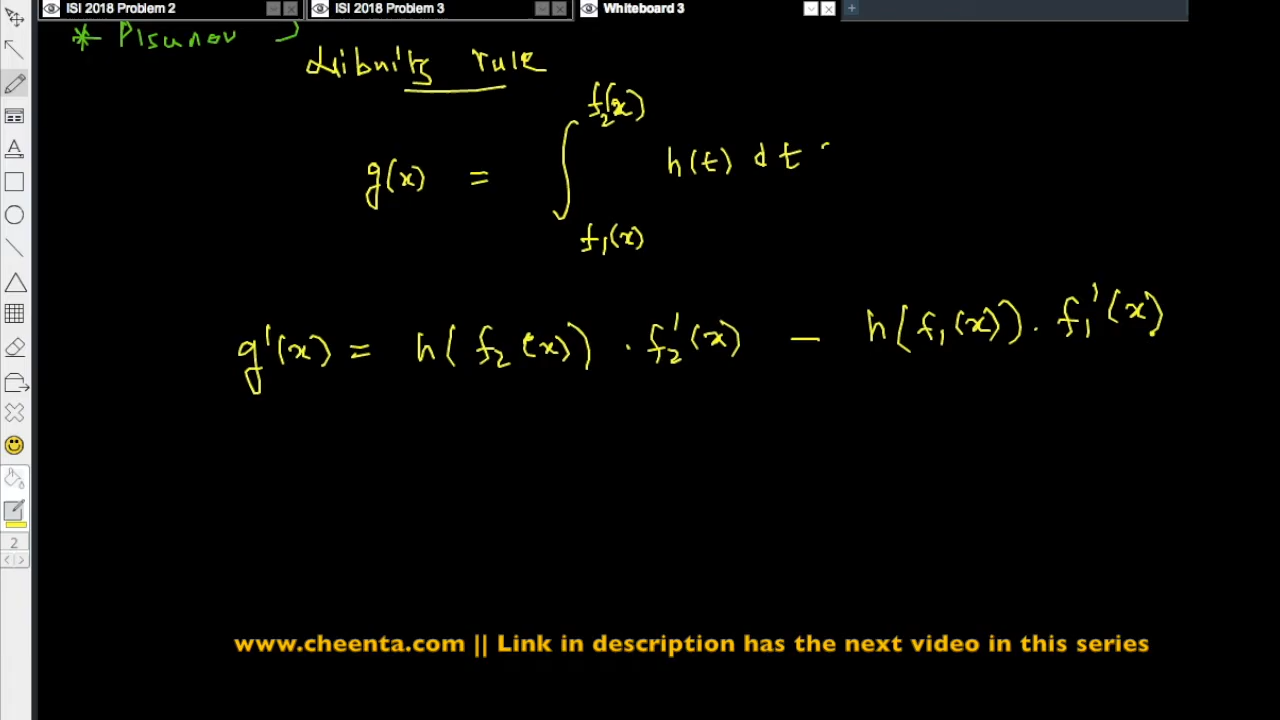 ISI 2018 Problem 2 ISI 2018 Problem 3 Whiteboard 3 +
* Pisunov }
Leibnitz rule
g(x) = ∫_{f₁(x)}^{f₂(x)} h(t) dt
g'(x) = h(f₂(x)) · f₂'(x) − h(f₁(x)) · f₁'(x)
2
www.cheenta.com || Link in description has the next video in this series